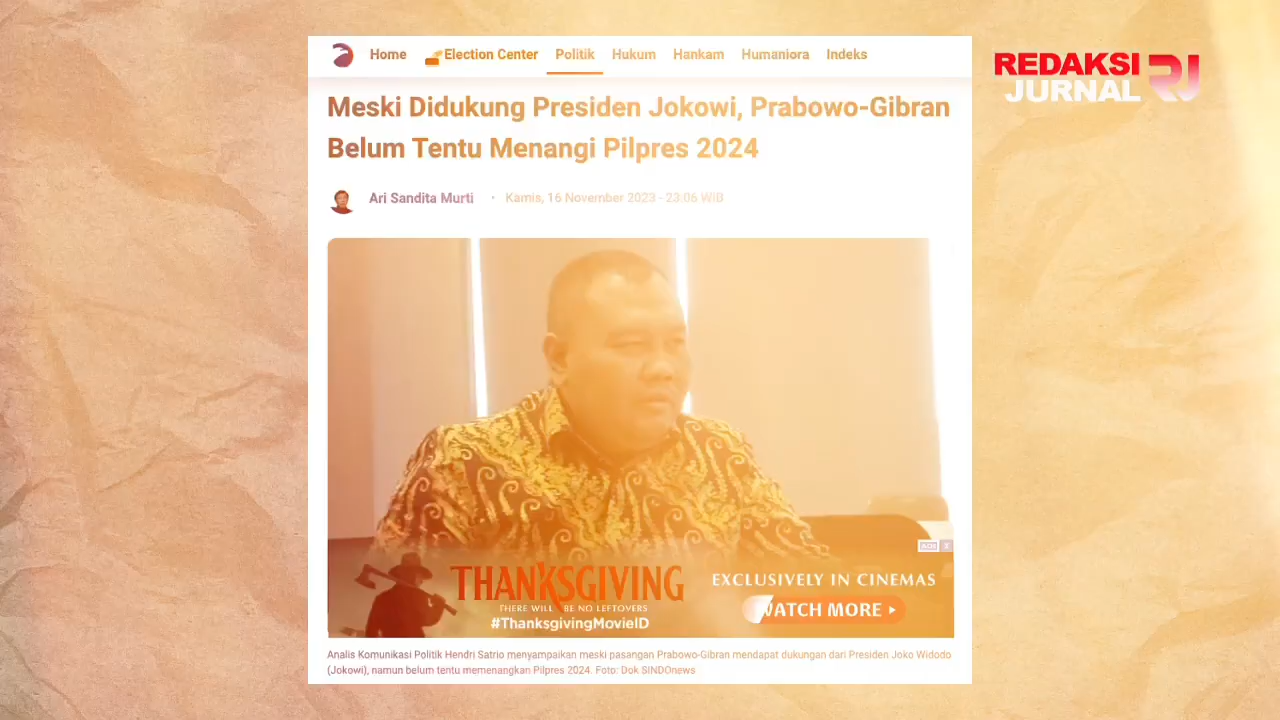 Home Election Center Politik Hukum Hankam Humaniora Indeks
REDAKSI
JURNAL RJ
Meski Didukung Presiden Jokowi, Prabowo-Gibran
Belum Tentu Menangi Pilpres 2024
Ari Sandita Murti • Kamis, 16 November 2023 - 23:06 WIB
ADS X
THANKSGIVING
THERE WILL BE NO LEFTOVERS
#ThanksgivingMovieID
EXCLUSIVELY IN CINEMAS
WATCH MORE
Analis Komunikasi Politik Hendri Satrio menyampaikan meski pasangan Prabowo-Gibran mendapat dukungan dari Presiden Joko Widodo
(Jokowi), namun belum tentu memenangkan Pilpres 2024. Foto: Dok SINDOnews